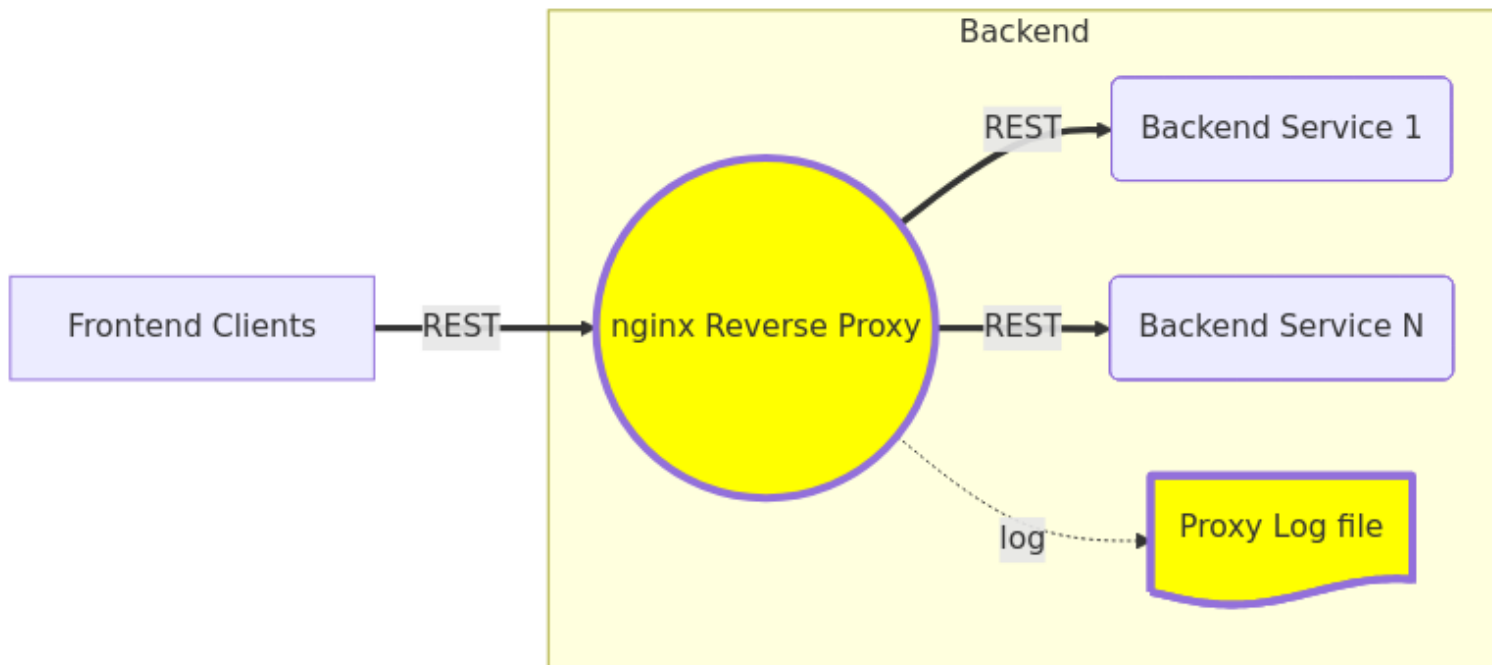 Backend
REST
Backend Service 1
Frontend Clients
REST
nginx Reverse Proxy
REST
Backend Service N
log
Proxy Log file